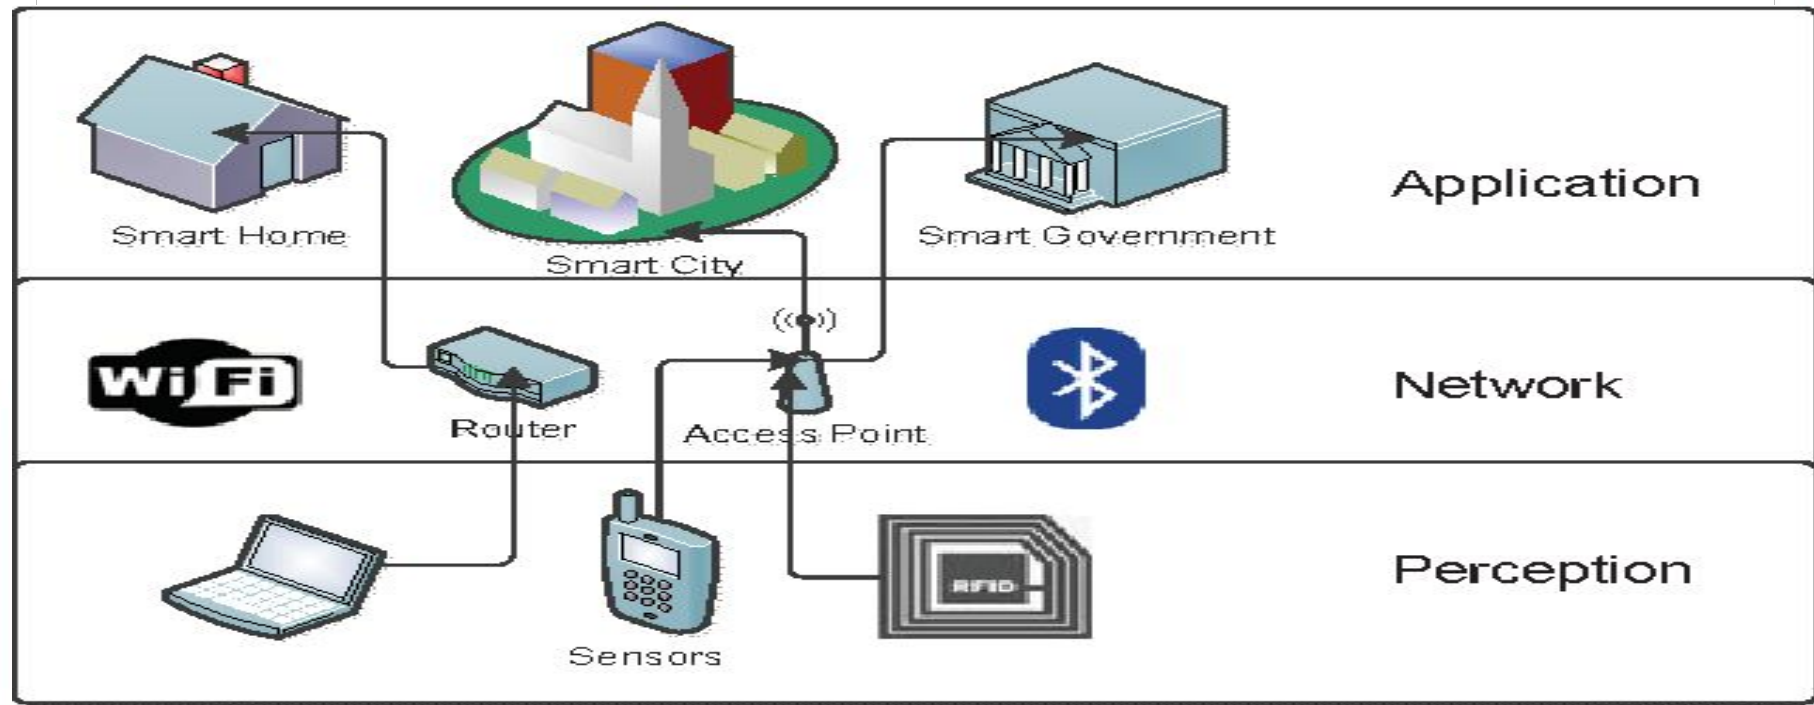 Smart Home
Smart City
Smart Government
Application
WiFi
Router
Access Point
Network
Sensors
RFID
Perception